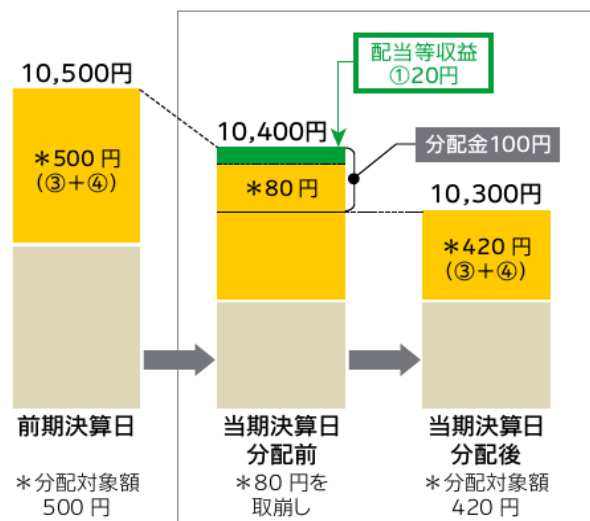 配当等収益
①20円
10,500円
10,400円
分配金100円
＊500円
(③+④)
＊80円
10,300円
＊420円
(③+④)
前期決算日
当期決算日
分配前
当期決算日
分配後
＊分配対象額
500円
＊80円を
取崩し
＊分配対象額
420円